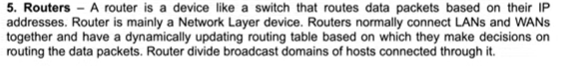 5. Routers – A router is a device like a switch that routes data packets based on their IP
addresses. Router is mainly a Network Layer device. Routers normally connect LANs and WANs
together and have a dynamically updating routing table based on which they make decisions on
routing the data packets. Router divide broadcast domains of hosts connected through it.